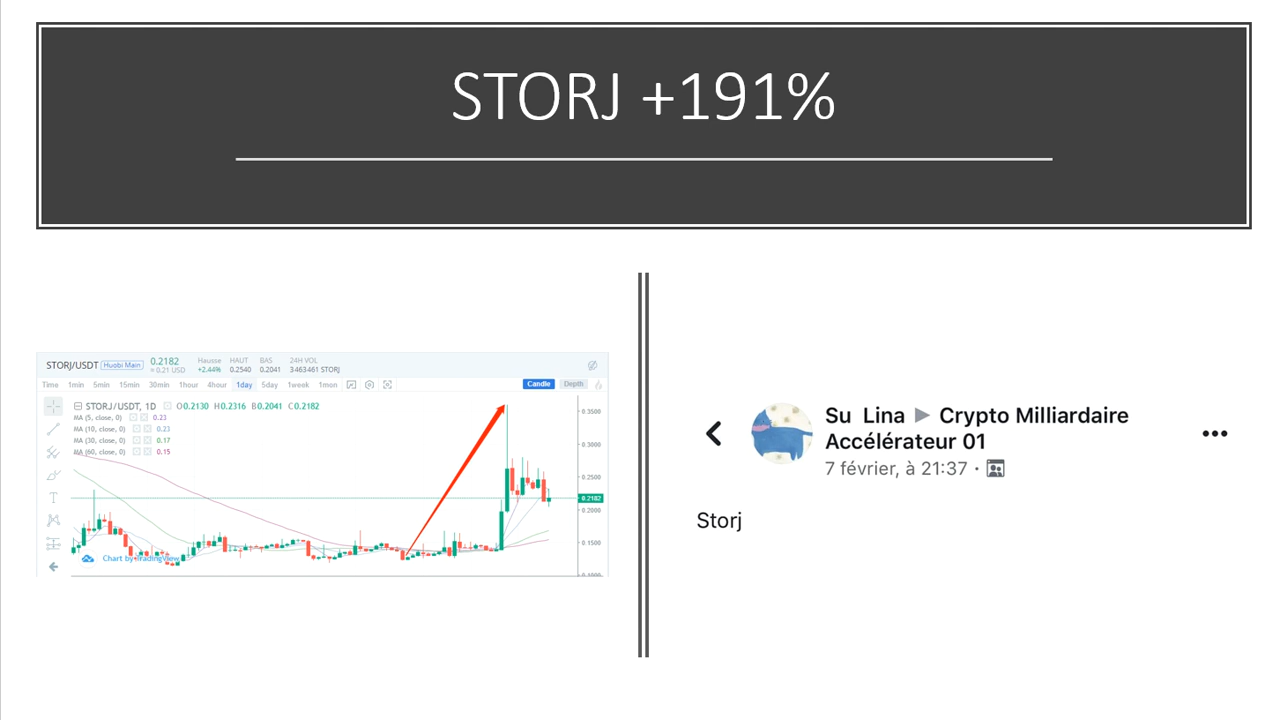 STORJ +191%
STORJ/USDT Huobi Main 0.2182 Hausse HAUT BAS 24H VOL
≈ 0.21 USD +2.44% 0.2540 0.2041 3463461 STORJ
Time 1min 5min 15min 30min 1hour 4hour 1day 5day 1week 1mon Candle Depth
STORJ/USDT, 1D O0.2130 H0.2316 B0.2041 C0.2182
MA (5, close, 0) 0.23
MA (10, close, 0) 0.23
MA (30, close, 0) 0.17
MA (60, close, 0) 0.15
0.3500
0.3000
0.2500
0.2182
0.2000
0.1500
0.1000
Chart by TradingView
Su Lina ▶ Crypto Milliardaire
Accélérateur 01
7 février, à 21:37 ·
Storj